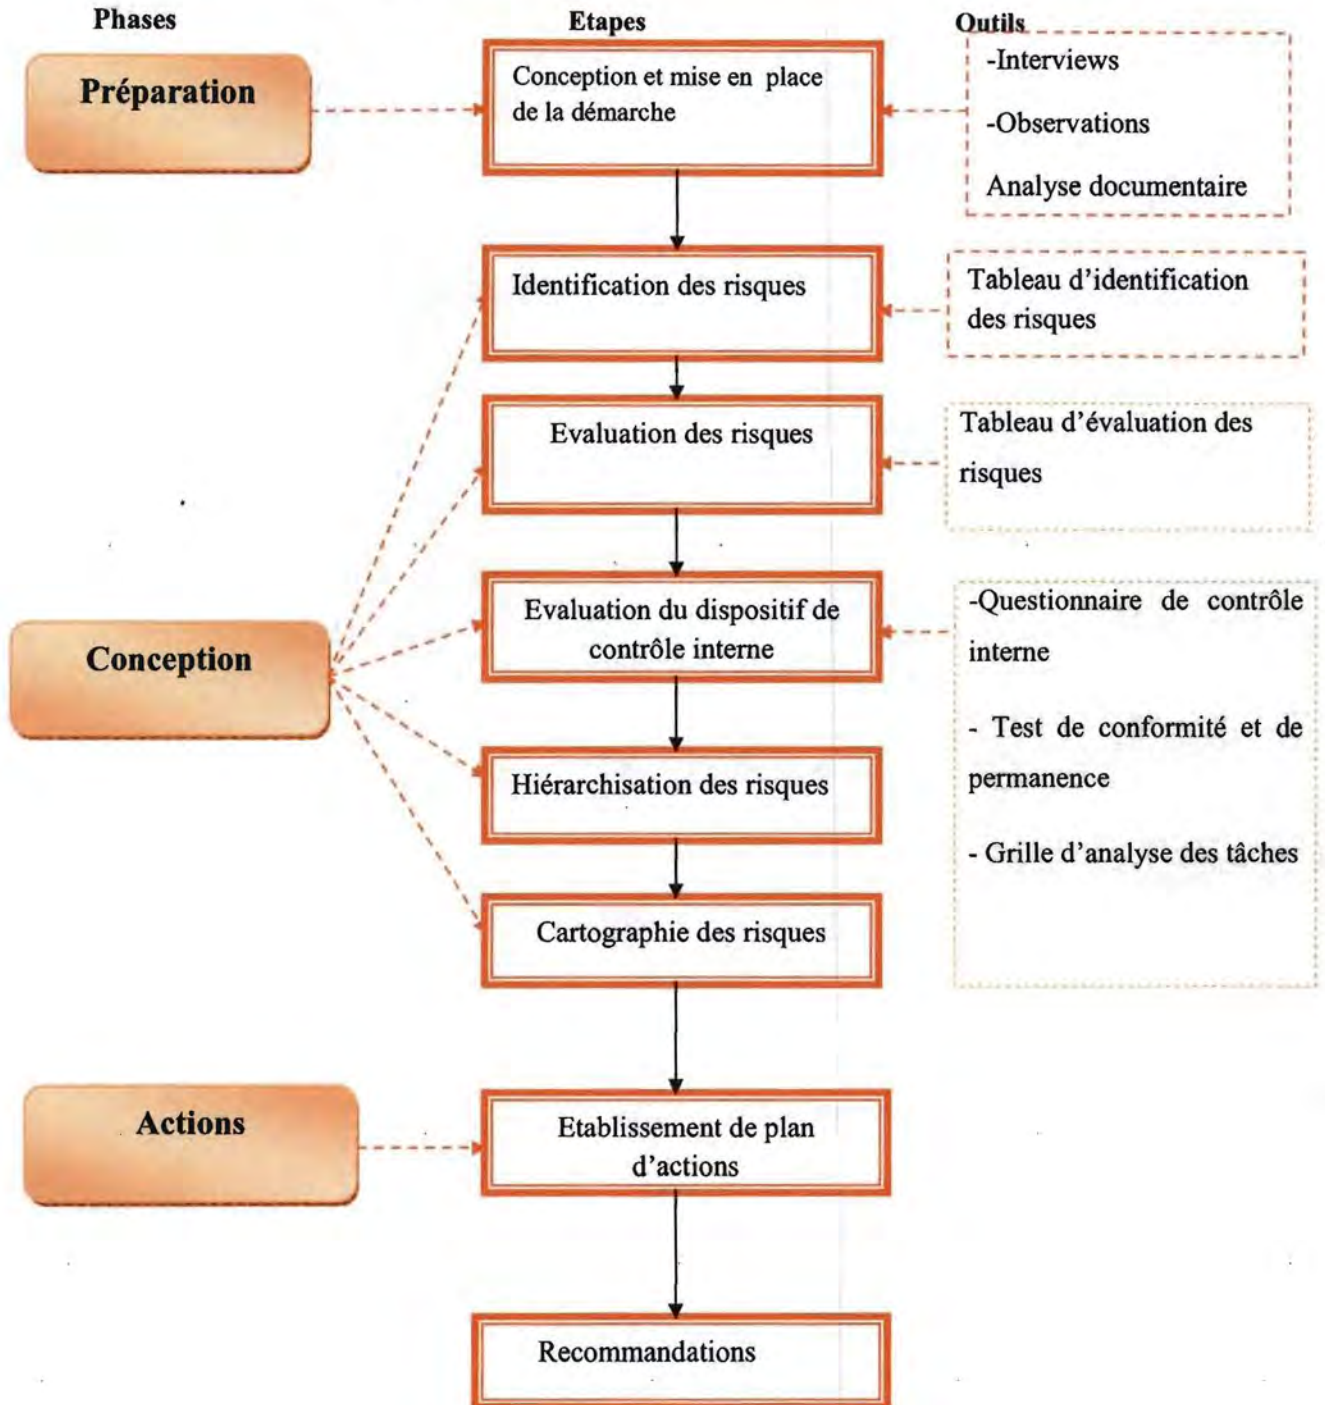 Phases
Etapes
Outils
Préparation
Conception et mise en place
de la démarche
-Interviews
-Observations
Analyse documentaire
Identification des risques
Tableau d’identification
des risques
Evaluation des risques
Tableau d’évaluation des
risques
Conception
Evaluation du dispositif de
contrôle interne
-Questionnaire de contrôle
interne
- Test de conformité et de
permanence
- Grille d’analyse des tâches
Hiérarchisation des risques
Cartographie des risques
Actions
Etablissement de plan
d’actions
Recommandations